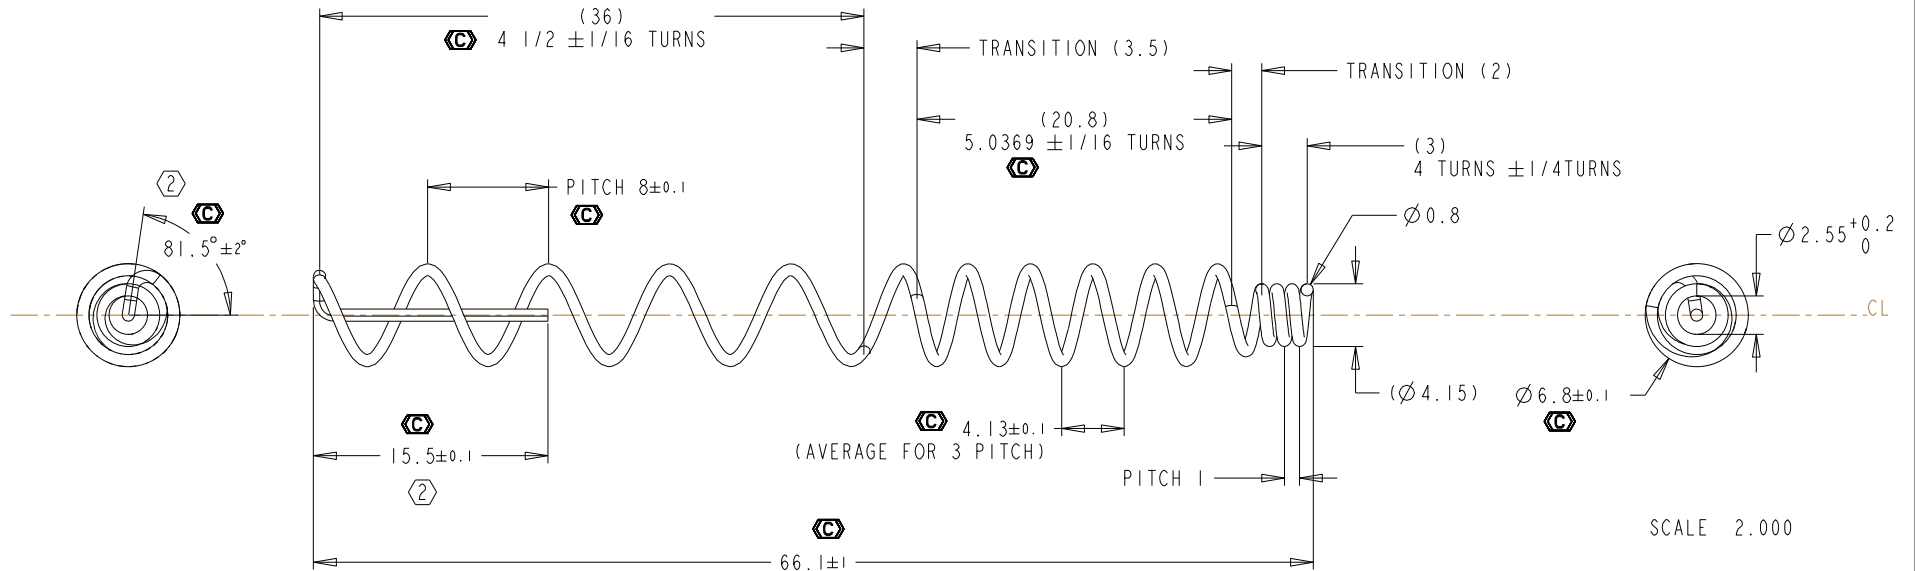 (36)
C 4 1/2 ±1/16 TURNS
TRANSITION (3.5)
TRANSITION (2)
(20.8)
5.0369 ±1/16 TURNS
C
(3)
4 TURNS ±1/4TURNS
2
C
81.5°±2°
PITCH 8±0.1
C
Ø0.8
Ø2.55+0.2
0
CL
(Ø4.15)
Ø6.8±0.1
C
C
15.5±0.1
2
C 4.13±0.1
(AVERAGE FOR 3 PITCH)
PITCH 1
C
66.1±1
SCALE 2.000